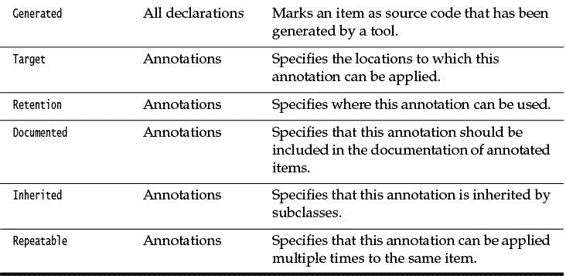 Generated All declarations Marks an item as source code that has been
generated by a tool.
Target Annotations Specifies the locations to which this
annotation can be applied.
Retention Annotations Specifies where this annotation can be used.
Documented Annotations Specifies that this annotation should be
included in the documentation of annotated
items.
Inherited Annotations Specifies that this annotation is inherited by
subclasses.
Repeatable Annotations Specifies that this annotation can be applied
multiple times to the same item.